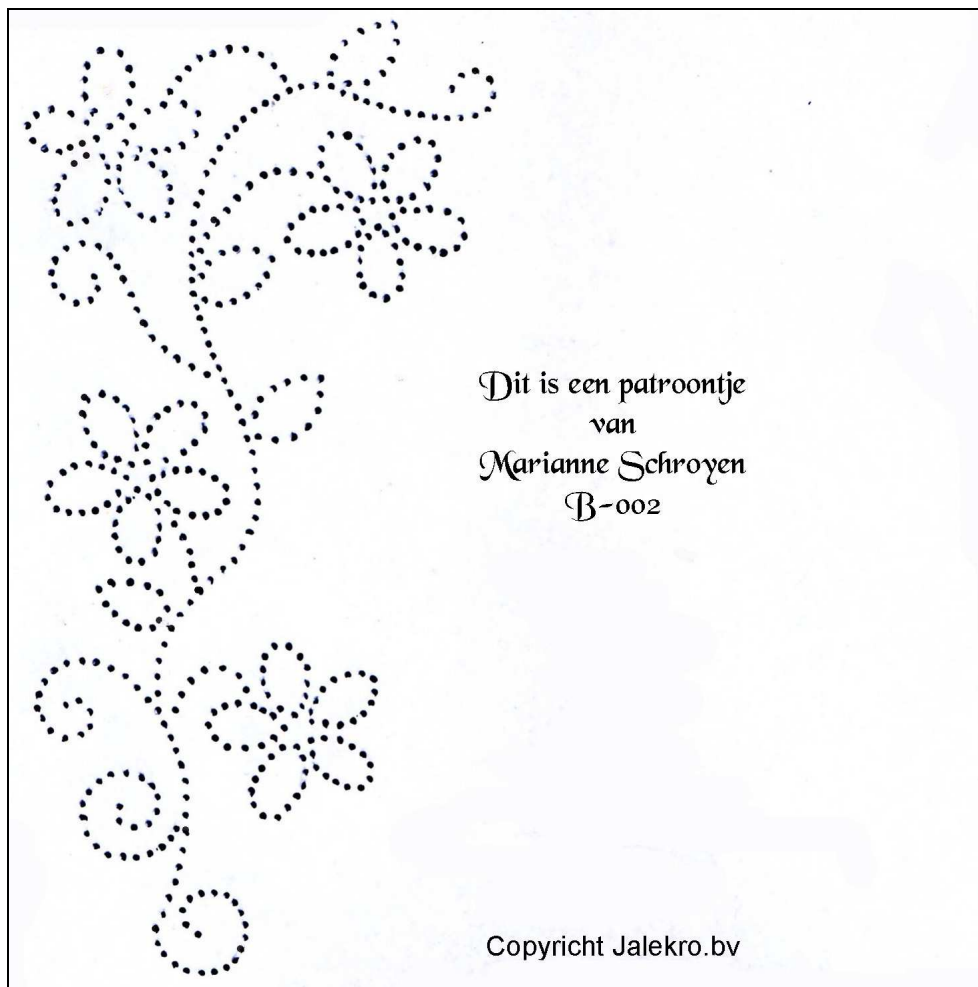 Dit is een patroontje
van
Marianne Schroyen
B-002
Copyricht Jalekro.bv